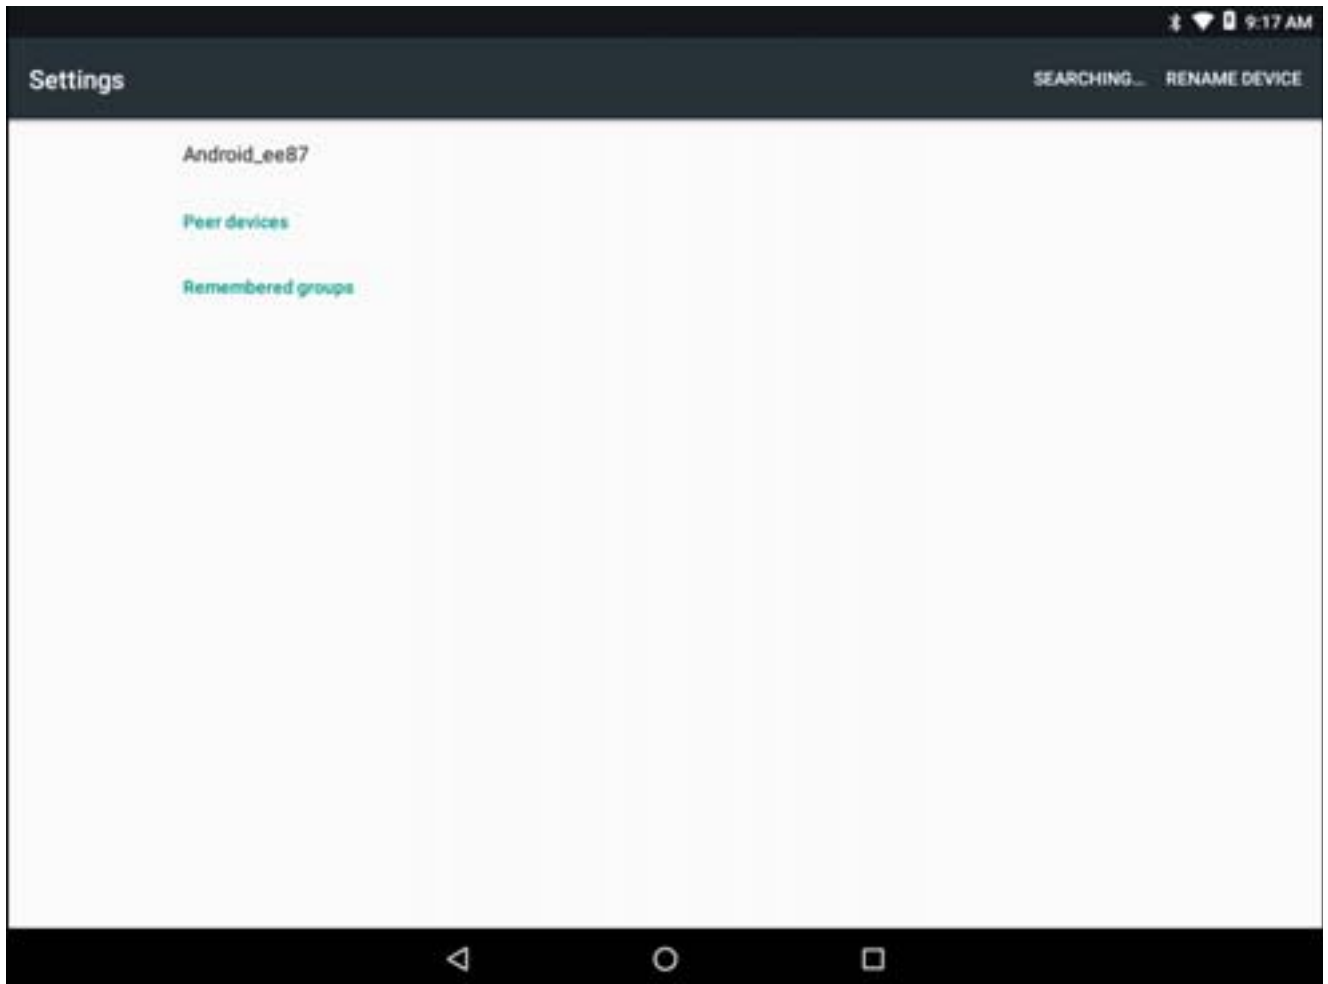 9:17 AM
Settings SEARCHING... RENAME DEVICE
Android_ee87
Peer devices
Remembered groups